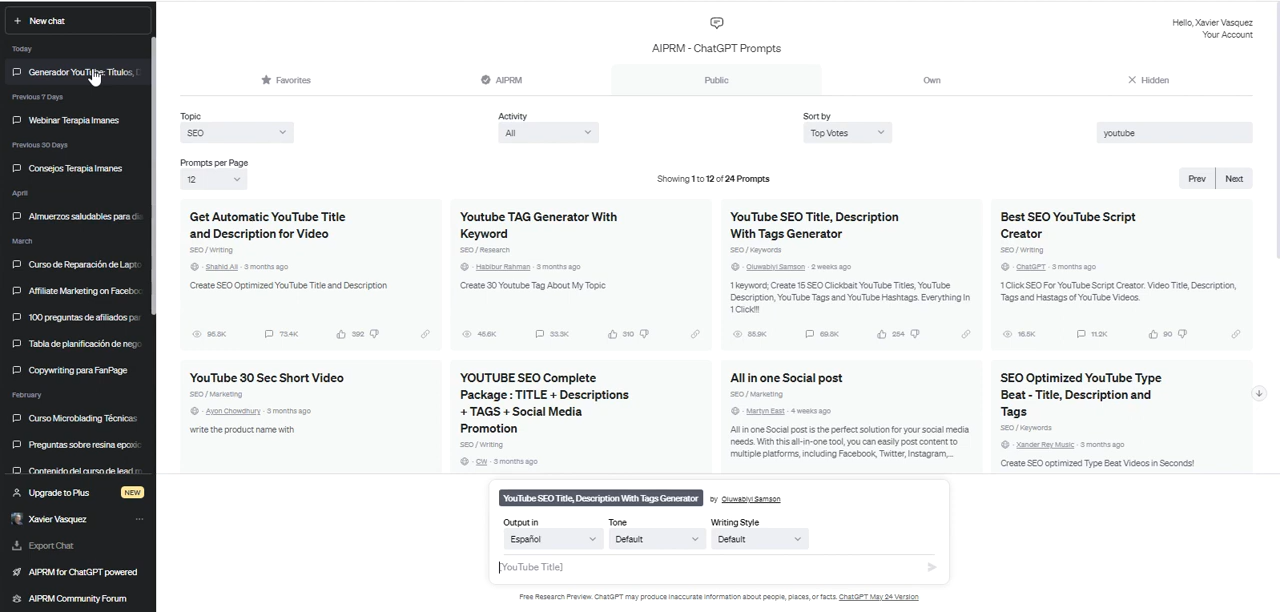 + New chat
Today
Generador YouTube: Títulos, D
Previous 7 Days
Webinar Terapia Imanes
Previous 30 Days
Consejos Terapia Imanes
April
Almuerzos saludables para dia
March
Curso de Reparación de Lapto
Affiliate Marketing on Faceboo
100 preguntas de afiliados par
Tabla de planificación de nego
Copywriting para FanPage
February
Curso Microblading Técnicas
Preguntas sobre resina epoxic
Contenido del curso de lead m
Upgrade to Plus NEW
Xavier Vasquez ...
Export Chat
AIPRM for ChatGPT powered
AIPRM Community Forum
Hello, Xavier Vasquez
Your Account
AIPRM - ChatGPT Prompts
Favorites AIPRM Public Own Hidden
Topic Activity Sort by
SEO All Top Votes youtube
Prompts per Page
12 Showing 1 to 12 of 24 Prompts Prev Next
Get Automatic YouTube Title
and Description for Video
SEO / Writing
· Shahid Ali · 3 months ago
Create SEO Optimized YouTube Title and Description
95.8K 73.4K 392
Youtube TAG Generator With
Keyword
SEO / Research
· Habibur Rahman · 3 months ago
Create 30 Youtube Tag About My Topic
45.6K 33.3K 310
YouTube SEO Title, Description
With Tags Generator
SEO / Keywords
· Oluwabiyi Samson · 2 weeks ago
1 keyword; Create 15 SEO Clickbait YouTube Titles, YouTube
Description, YouTube Tags and YouTube Hashtags. Everything In
1 Click!!!
88.9K 69.8K 254
Best SEO YouTube Script
Creator
SEO / Writing
· ChatGPT · 3 months ago
1 Click SEO For YouTube Script Creator. Video Title, Description,
Tags and Hastags of YouTube Videos.
16.5K 11.2K 90
YouTube 30 Sec Short Video
SEO / Marketing
· Ayon Chowdhury · 3 months ago
write the product name with
YOUTUBE SEO Complete
Package : TITLE + Descriptions
+ TAGS + Social Media
Promotion
SEO / Writing
· CW · 3 months ago
All in one Social post
SEO / Marketing
· Martyn East · 4 weeks ago
All in one Social post is the perfect solution for your social media
needs. With this all-in-one tool, you can easily post content to
multiple platforms, including Facebook, Twitter, Instagram,...
SEO Optimized YouTube Type
Beat - Title, Description and
Tags
SEO / Keywords
· Xander Rey Music · 3 months ago
Create SEO optimized Type Beat Videos in Seconds!
YouTube SEO Title, Description With Tags Generator by Oluwabiyi Samson
Output in Tone Writing Style
Español Default Default
[YouTube Title]
Free Research Preview. ChatGPT may produce inaccurate information about people, places, or facts. ChatGPT May 24 Version